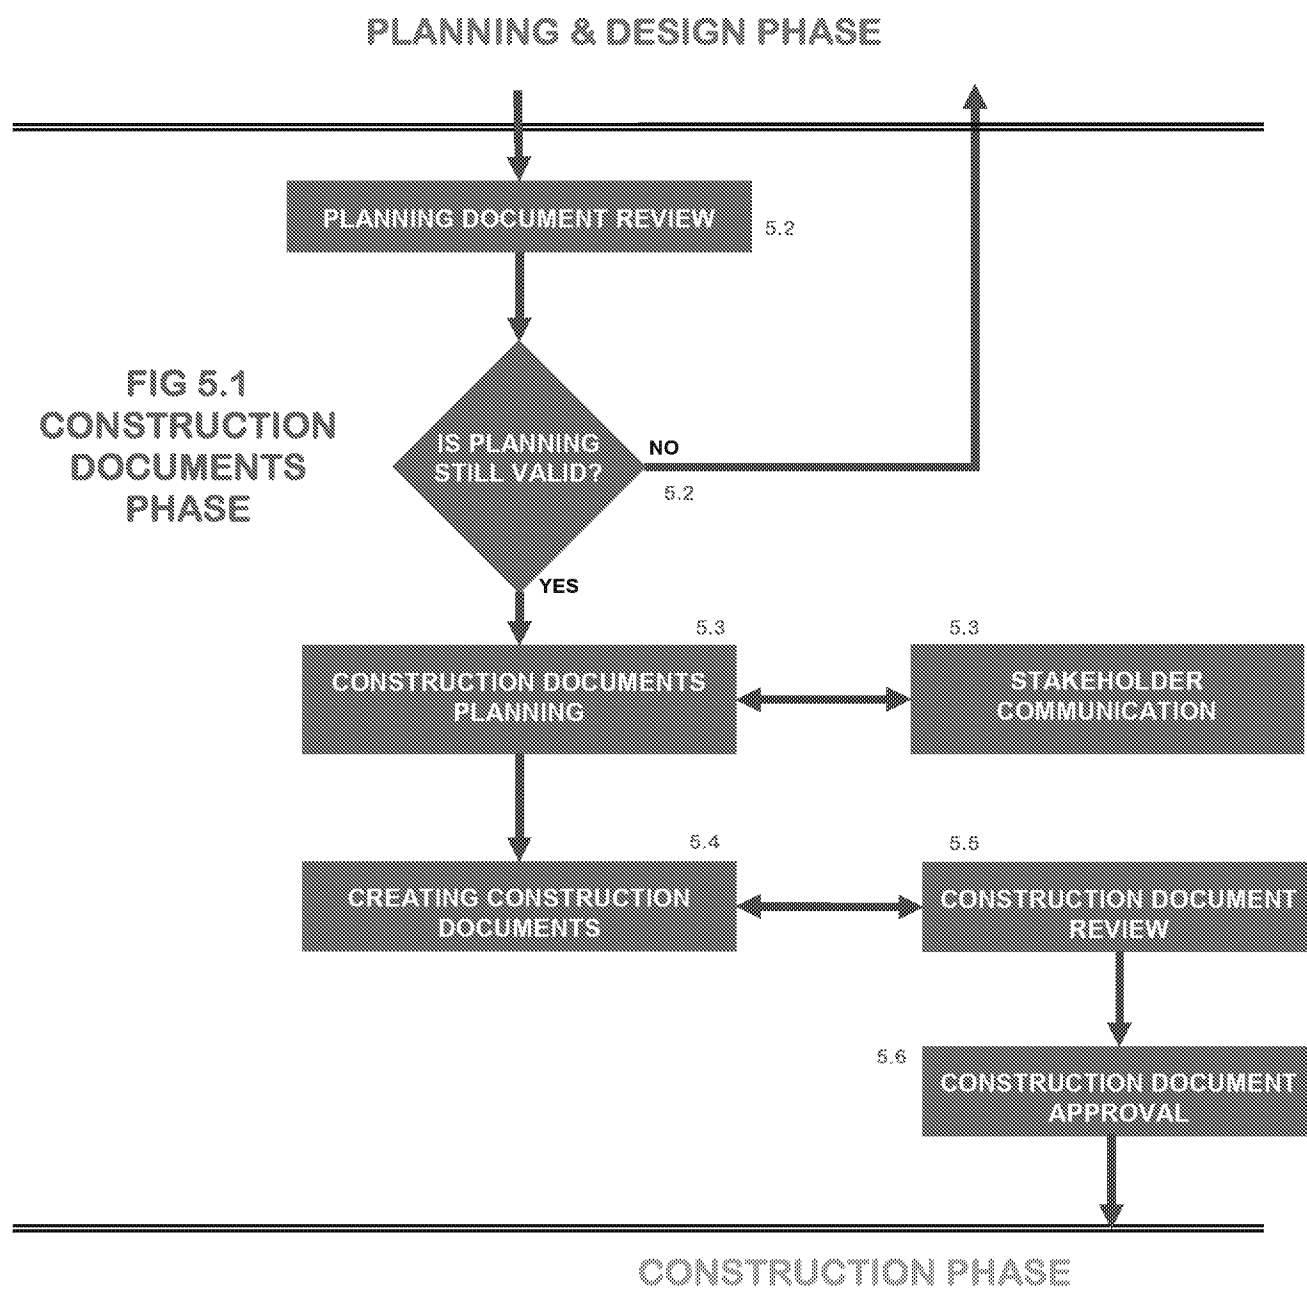 PLANNING & DESIGN PHASE
PLANNING DOCUMENT REVIEW
5.2
FIG 5.1
CONSTRUCTION
DOCUMENTS
PHASE
IS PLANNING
STILL VALID?
NO
5.2
YES
5.3
CONSTRUCTION DOCUMENTS
PLANNING
5.3
STAKEHOLDER
COMMUNICATION
5.4
CREATING CONSTRUCTION
DOCUMENTS
5.5
CONSTRUCTION DOCUMENT
REVIEW
5.6
CONSTRUCTION DOCUMENT
APPROVAL
CONSTRUCTION PHASE